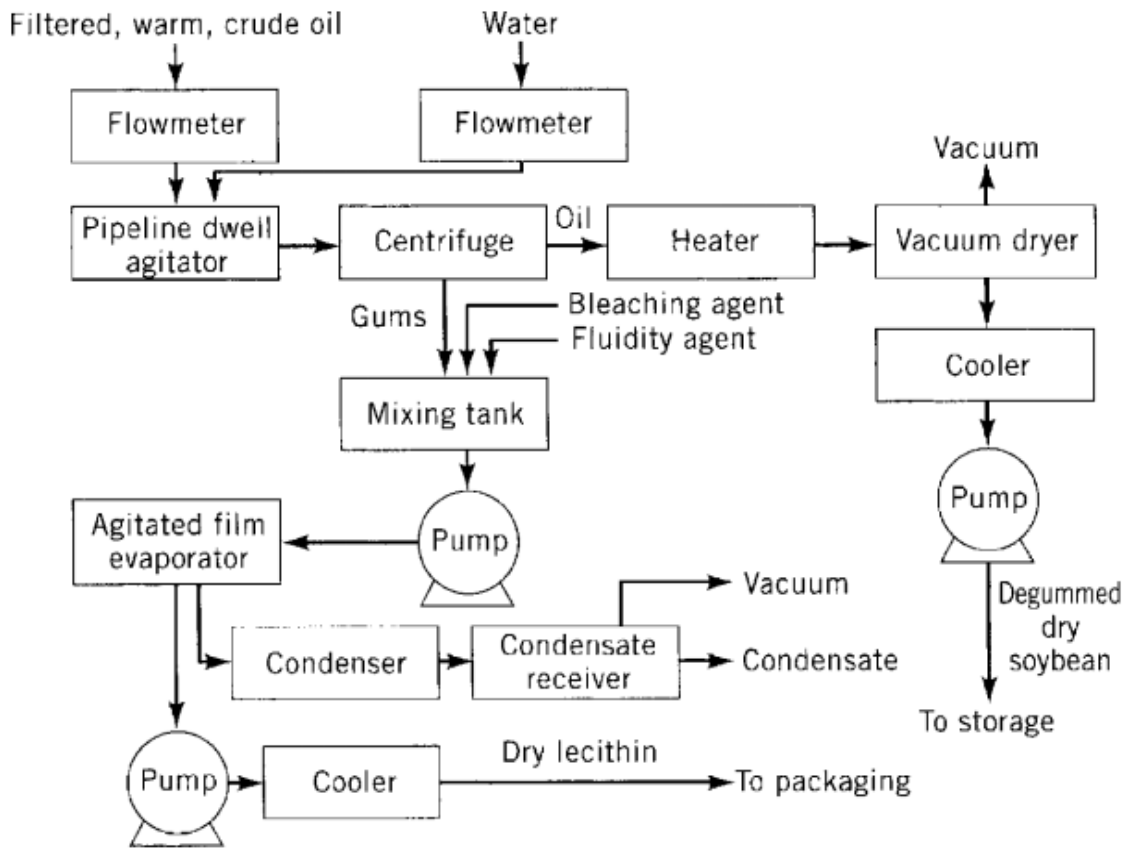 Filtered, warm, crude oil
Water
Flowmeter
Flowmeter
Vacuum
Pipeline dwell
agitator
Centrifuge
Oil
Heater
Vacuum dryer
Gums
Bleaching agent
Fluidity agent
Cooler
Mixing tank
Pump
Agitated film
evaporator
Pump
Degummed
dry
soybean
Vacuum
Condenser
Condensate
receiver
Condensate
To storage
Pump
Cooler
Dry lecithin
To packaging